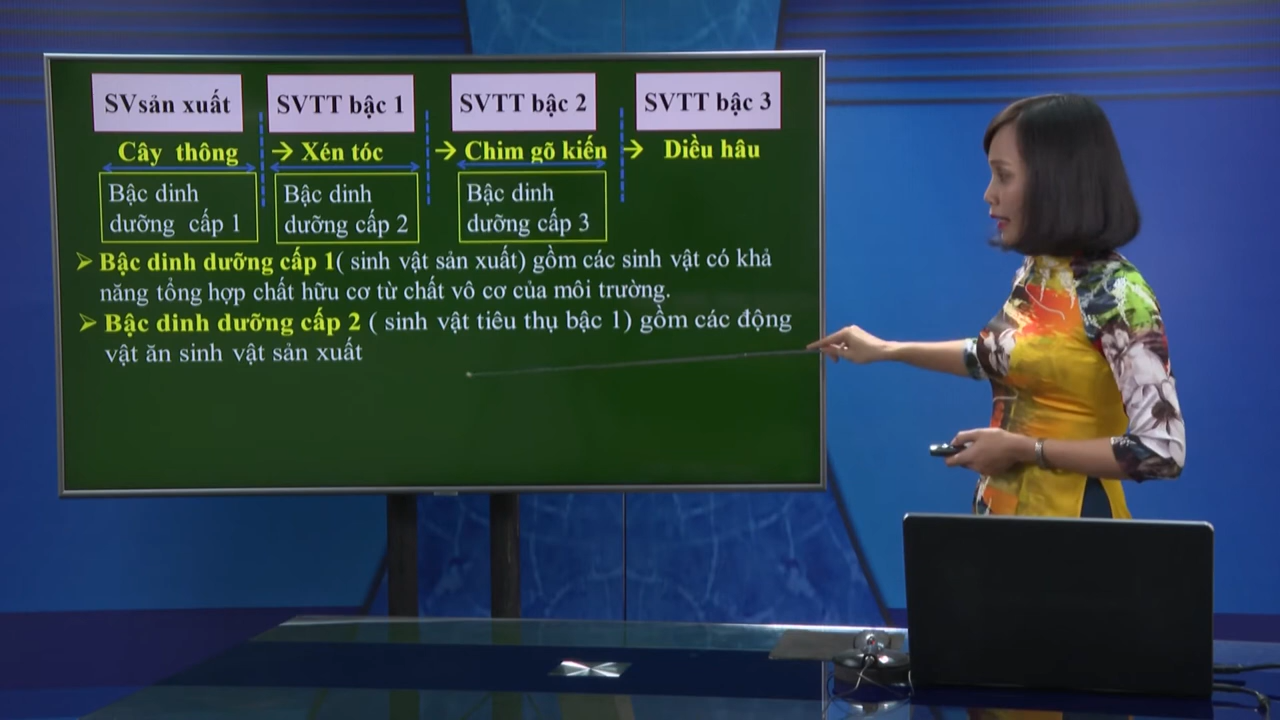 SVsản xuất SVTT bậc 1 SVTT bậc 2 SVTT bậc 3
Cây thông → Xén tóc → Chim gõ kiến → Diều hâu
Bậc dinh dưỡng cấp 1
Bậc dinh dưỡng cấp 2
Bậc dinh dưỡng cấp 3
➢ Bậc dinh dưỡng cấp 1( sinh vật sản xuất) gồm các sinh vật có khả
năng tổng hợp chất hữu cơ từ chất vô cơ của môi trường.
➢ Bậc dinh dưỡng cấp 2 ( sinh vật tiêu thụ bậc 1) gồm các động
vật ăn sinh vật sản xuất